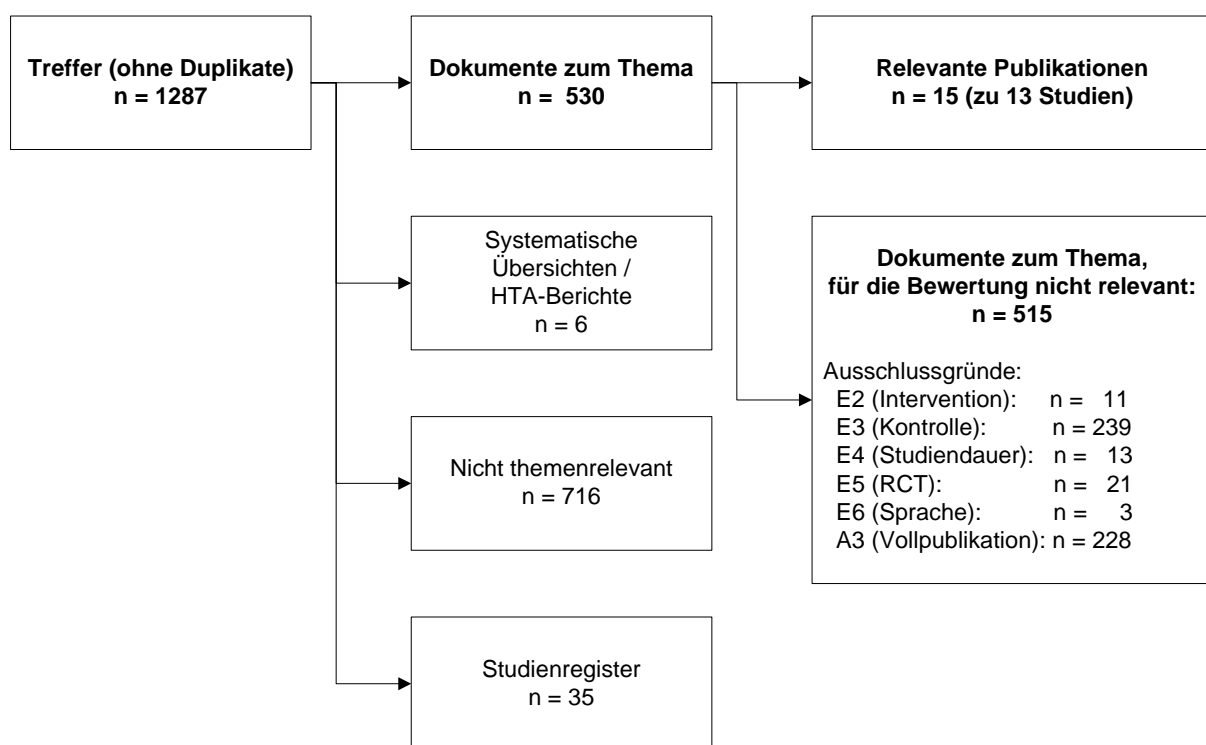 Treffer (ohne Duplikate)
n = 1287
Dokumente zum Thema
n = 530
Relevante Publikationen
n = 15 (zu 13 Studien)
Systematische
Übersichten /
HTA-Berichte
n = 6
Dokumente zum Thema,
für die Bewertung nicht relevant:
n = 515
Ausschlussgründe:
E2 (Intervention): n = 11
E3 (Kontrolle): n = 239
E4 (Studiendauer): n = 13
E5 (RCT): n = 21
E6 (Sprache): n = 3
A3 (Vollpublikation): n = 228
Nicht themenrelevant
n = 716
Studienregister
n = 35